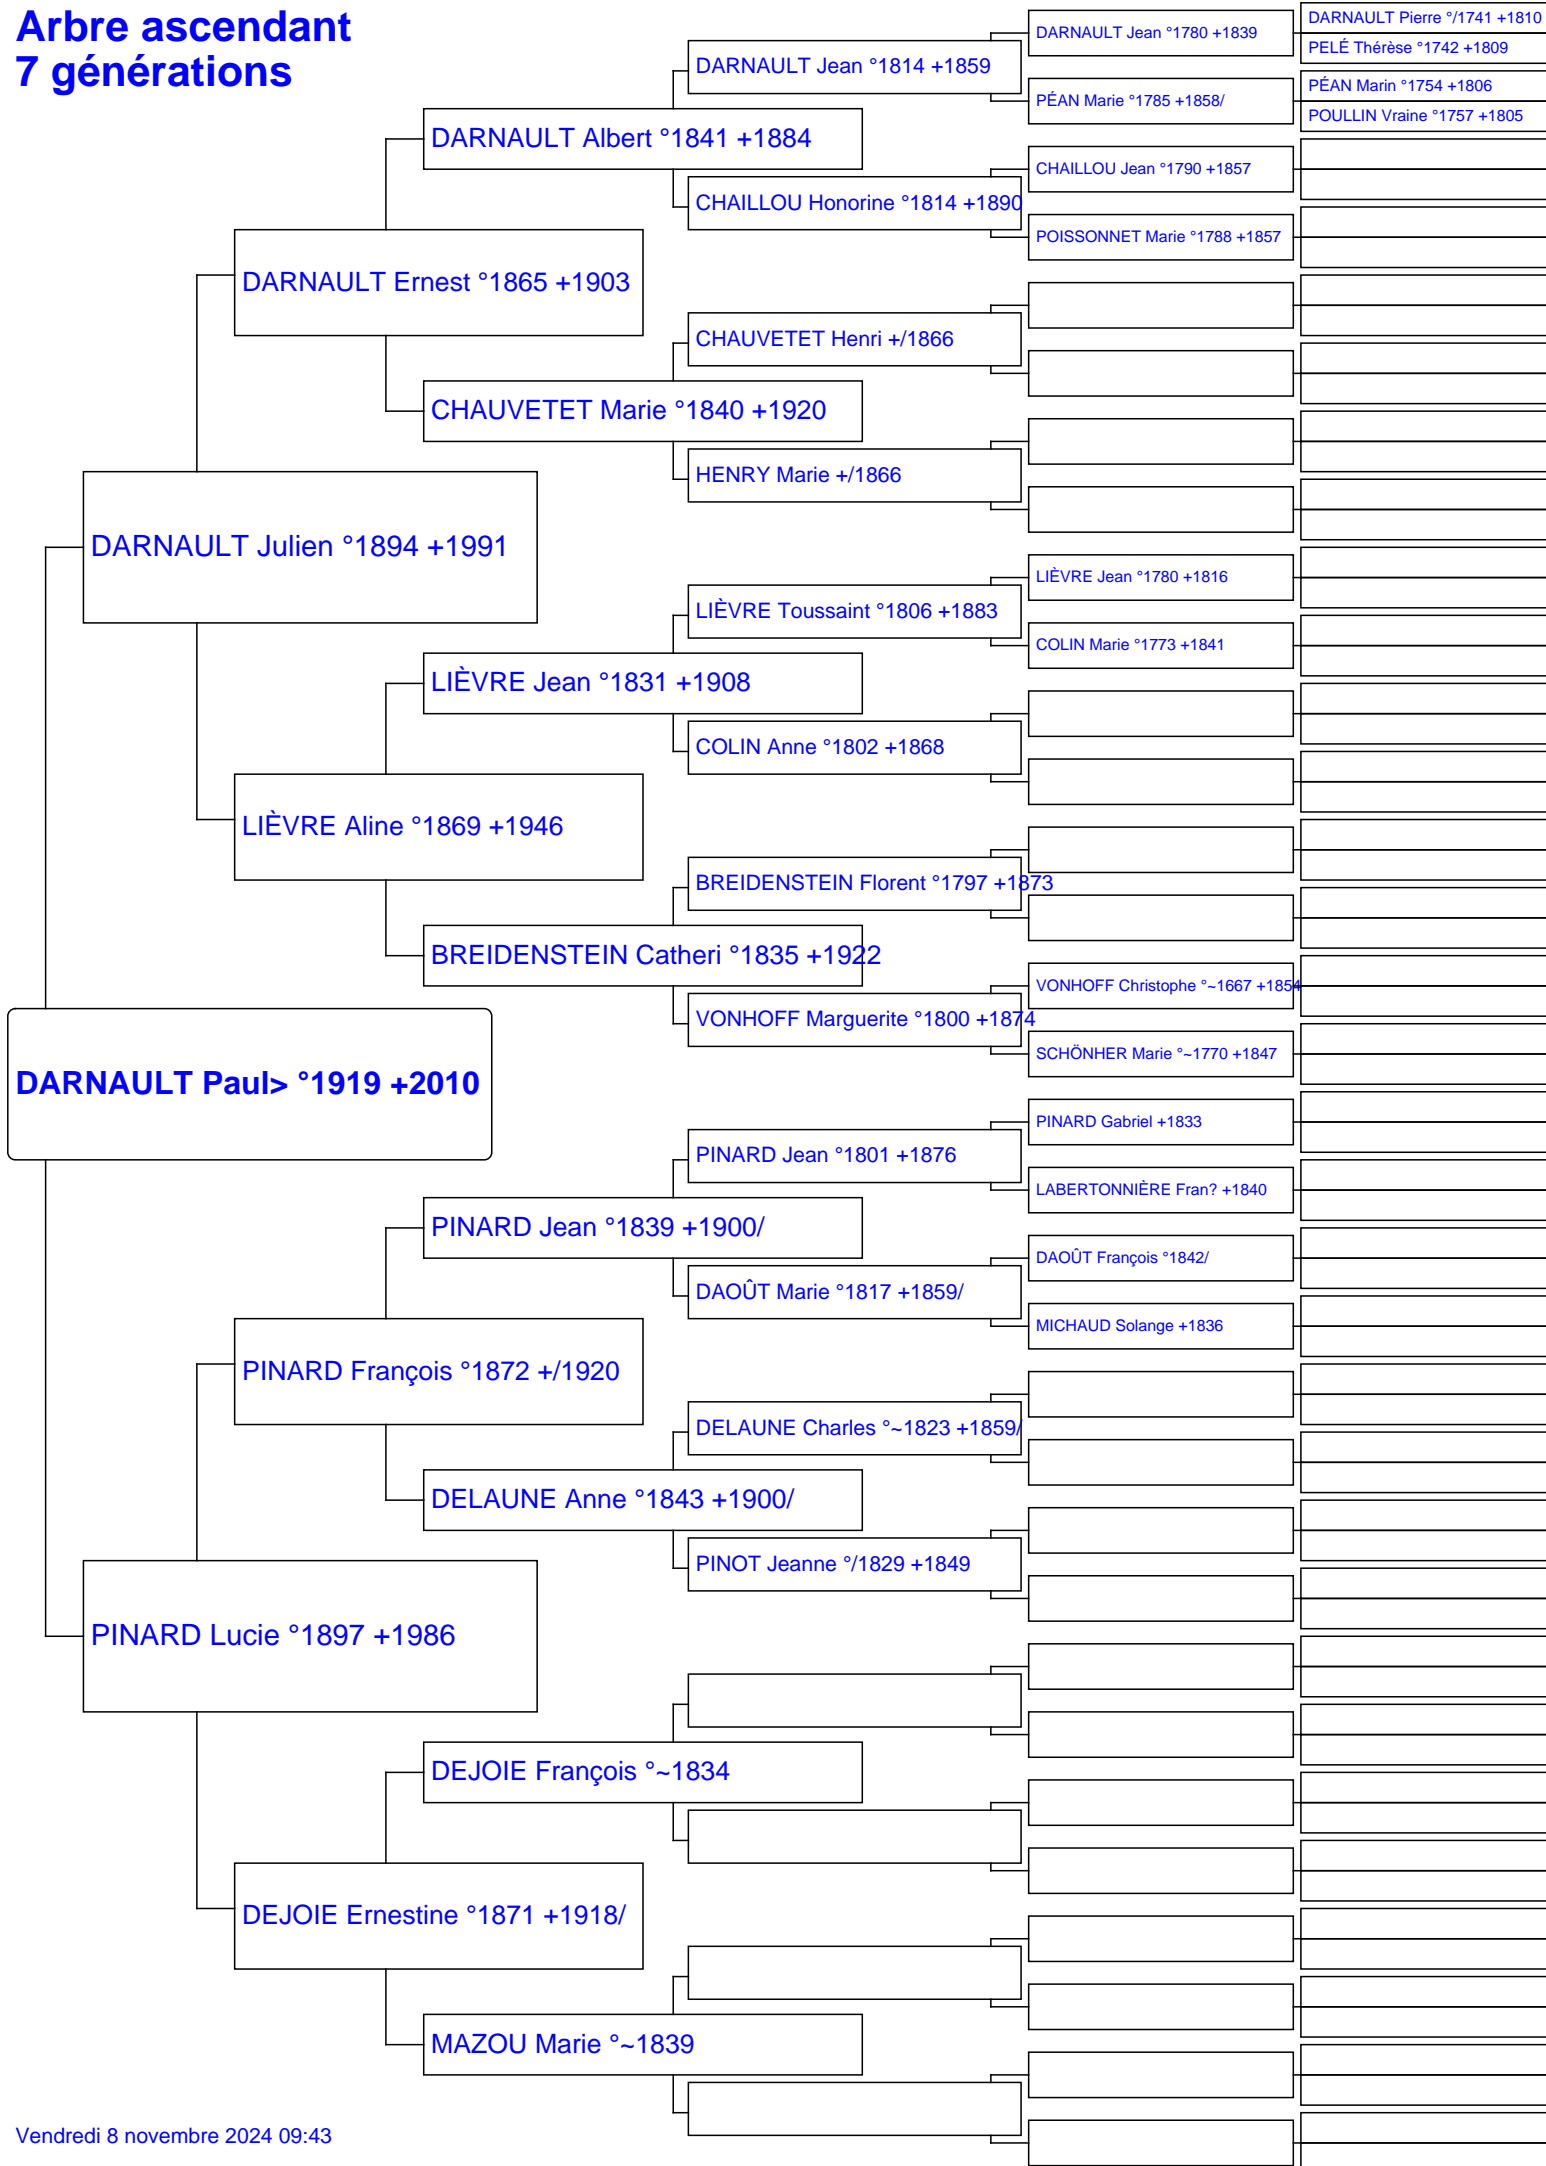 Arbre ascendant
7 générations
DARNAULT Paul> °1919 +2010
DARNAULT Julien °1894 +1991
PINARD Lucie °1897 +1986
DARNAULT Ernest °1865 +1903
LIÈVRE Aline °1869 +1946
PINARD François °1872 +/1920
DEJOIE Ernestine °1871 +1918/
DARNAULT Albert °1841 +1884
CHAUVETET Marie °1840 +1920
LIÈVRE Jean °1831 +1908
BREIDENSTEIN Catheri °1835 +1922
PINARD Jean °1839 +1900/
DELAUNE Anne °1843 +1900/
DEJOIE François °~1834
MAZOU Marie °~1839
DARNAULT Jean °1814 +1859
CHAILLOU Honorine °1814 +1890
CHAUVETET Henri +/1866
HENRY Marie +/1866
LIÈVRE Toussaint °1806 +1883
COLIN Anne °1802 +1868
BREIDENSTEIN Florent °1797 +1873
VONHOFF Marguerite °1800 +1874
PINARD Jean °1801 +1876
DAOÛT Marie °1817 +1859/
DELAUNE Charles °~1823 +1859/
PINOT Jeanne °/1829 +1849
DARNAULT Jean °1780 +1839
PÉAN Marie °1785 +1858/
CHAILLOU Jean °1790 +1857
POISSONNET Marie °1788 +1857
LIÈVRE Jean °1780 +1816
COLIN Marie °1773 +1841
VONHOFF Christophe °~1667 +1854
SCHÖNHER Marie °~1770 +1847
PINARD Gabriel +1833
LABERTONNIÈRE Fran? +1840
DAOÛT François °1842/
MICHAUD Solange +1836
DARNAULT Pierre °/1741 +1810
PELÉ Thérèse °1742 +1809
PÉAN Marin °1754 +1806
POULLIN Vraine °1757 +1805
Vendredi 8 novembre 2024 09:43